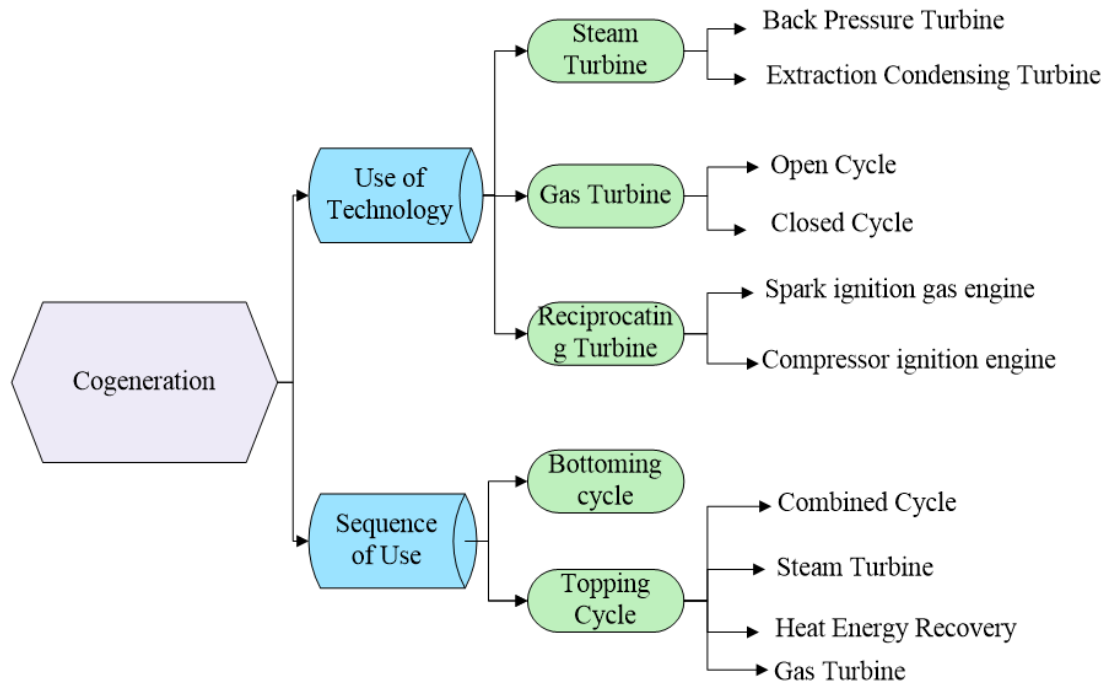 Steam
Turbine
Back Pressure Turbine
Extraction Condensing Turbine
Use of
Technology
Gas Turbine
Open Cycle
Closed Cycle
Reciprocatin
g Turbine
Spark ignition gas engine
Compressor ignition engine
Cogeneration
Bottoming
cycle
Sequence
of Use
Topping
Cycle
Combined Cycle
Steam Turbine
Heat Energy Recovery
Gas Turbine